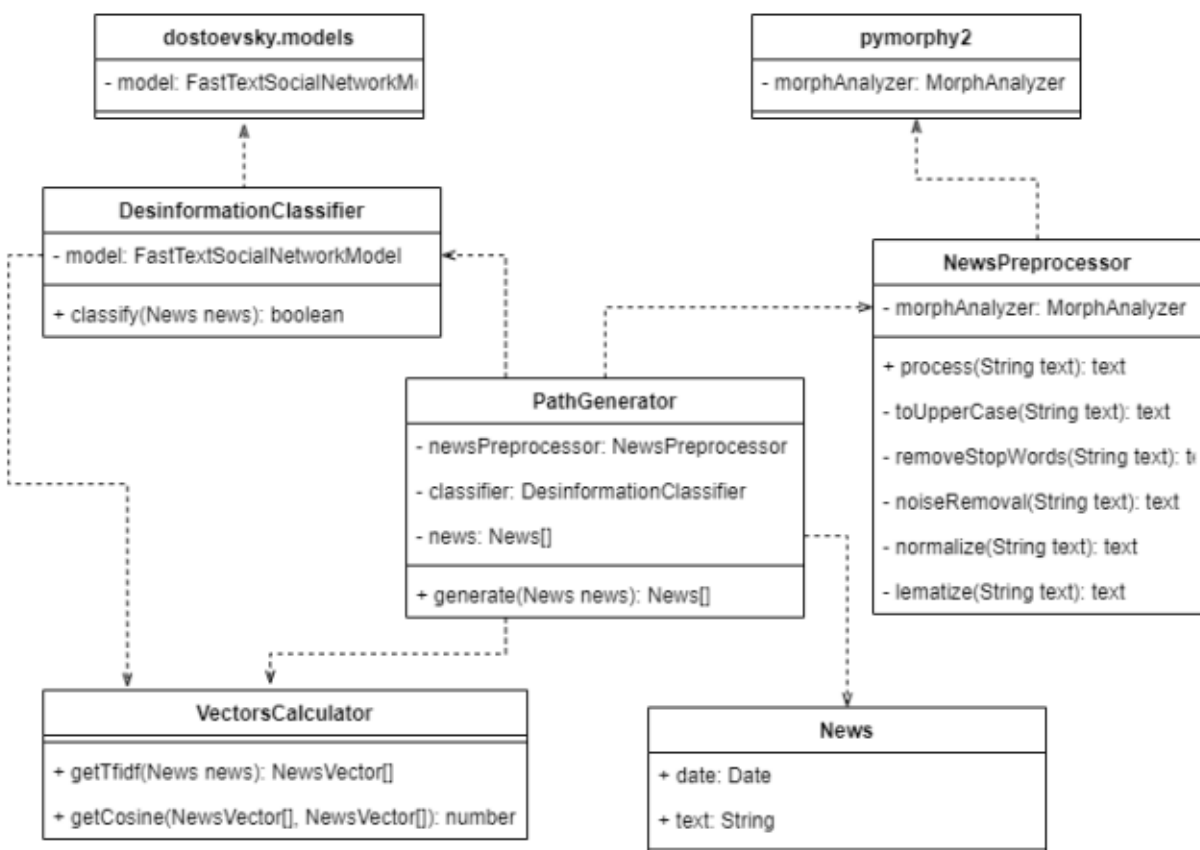 dostoevsky.models
- model: FastTextSocialNetworkM
pymorphy2
- morphAnalyzer: MorphAnalyzer
DesinformationClassifier
- model: FastTextSocialNetworkModel
+ classify(News news): boolean
NewsPreprocessor
- morphAnalyzer: MorphAnalyzer
+ process(String text): text
- toUpperCase(String text): text
- removeStopWords(String text): te
- noiseRemoval(String text): text
- normalize(String text): text
- lematize(String text): text
PathGenerator
- newsPreprocessor: NewsPreprocessor
- classifier: DesinformationClassifier
- news: News[]
+ generate(News news): News[]
VectorsCalculator
+ getTfidf(News news): NewsVector[]
+ getCosine(NewsVector[], NewsVector[]): number
News
+ date: Date
+ text: String